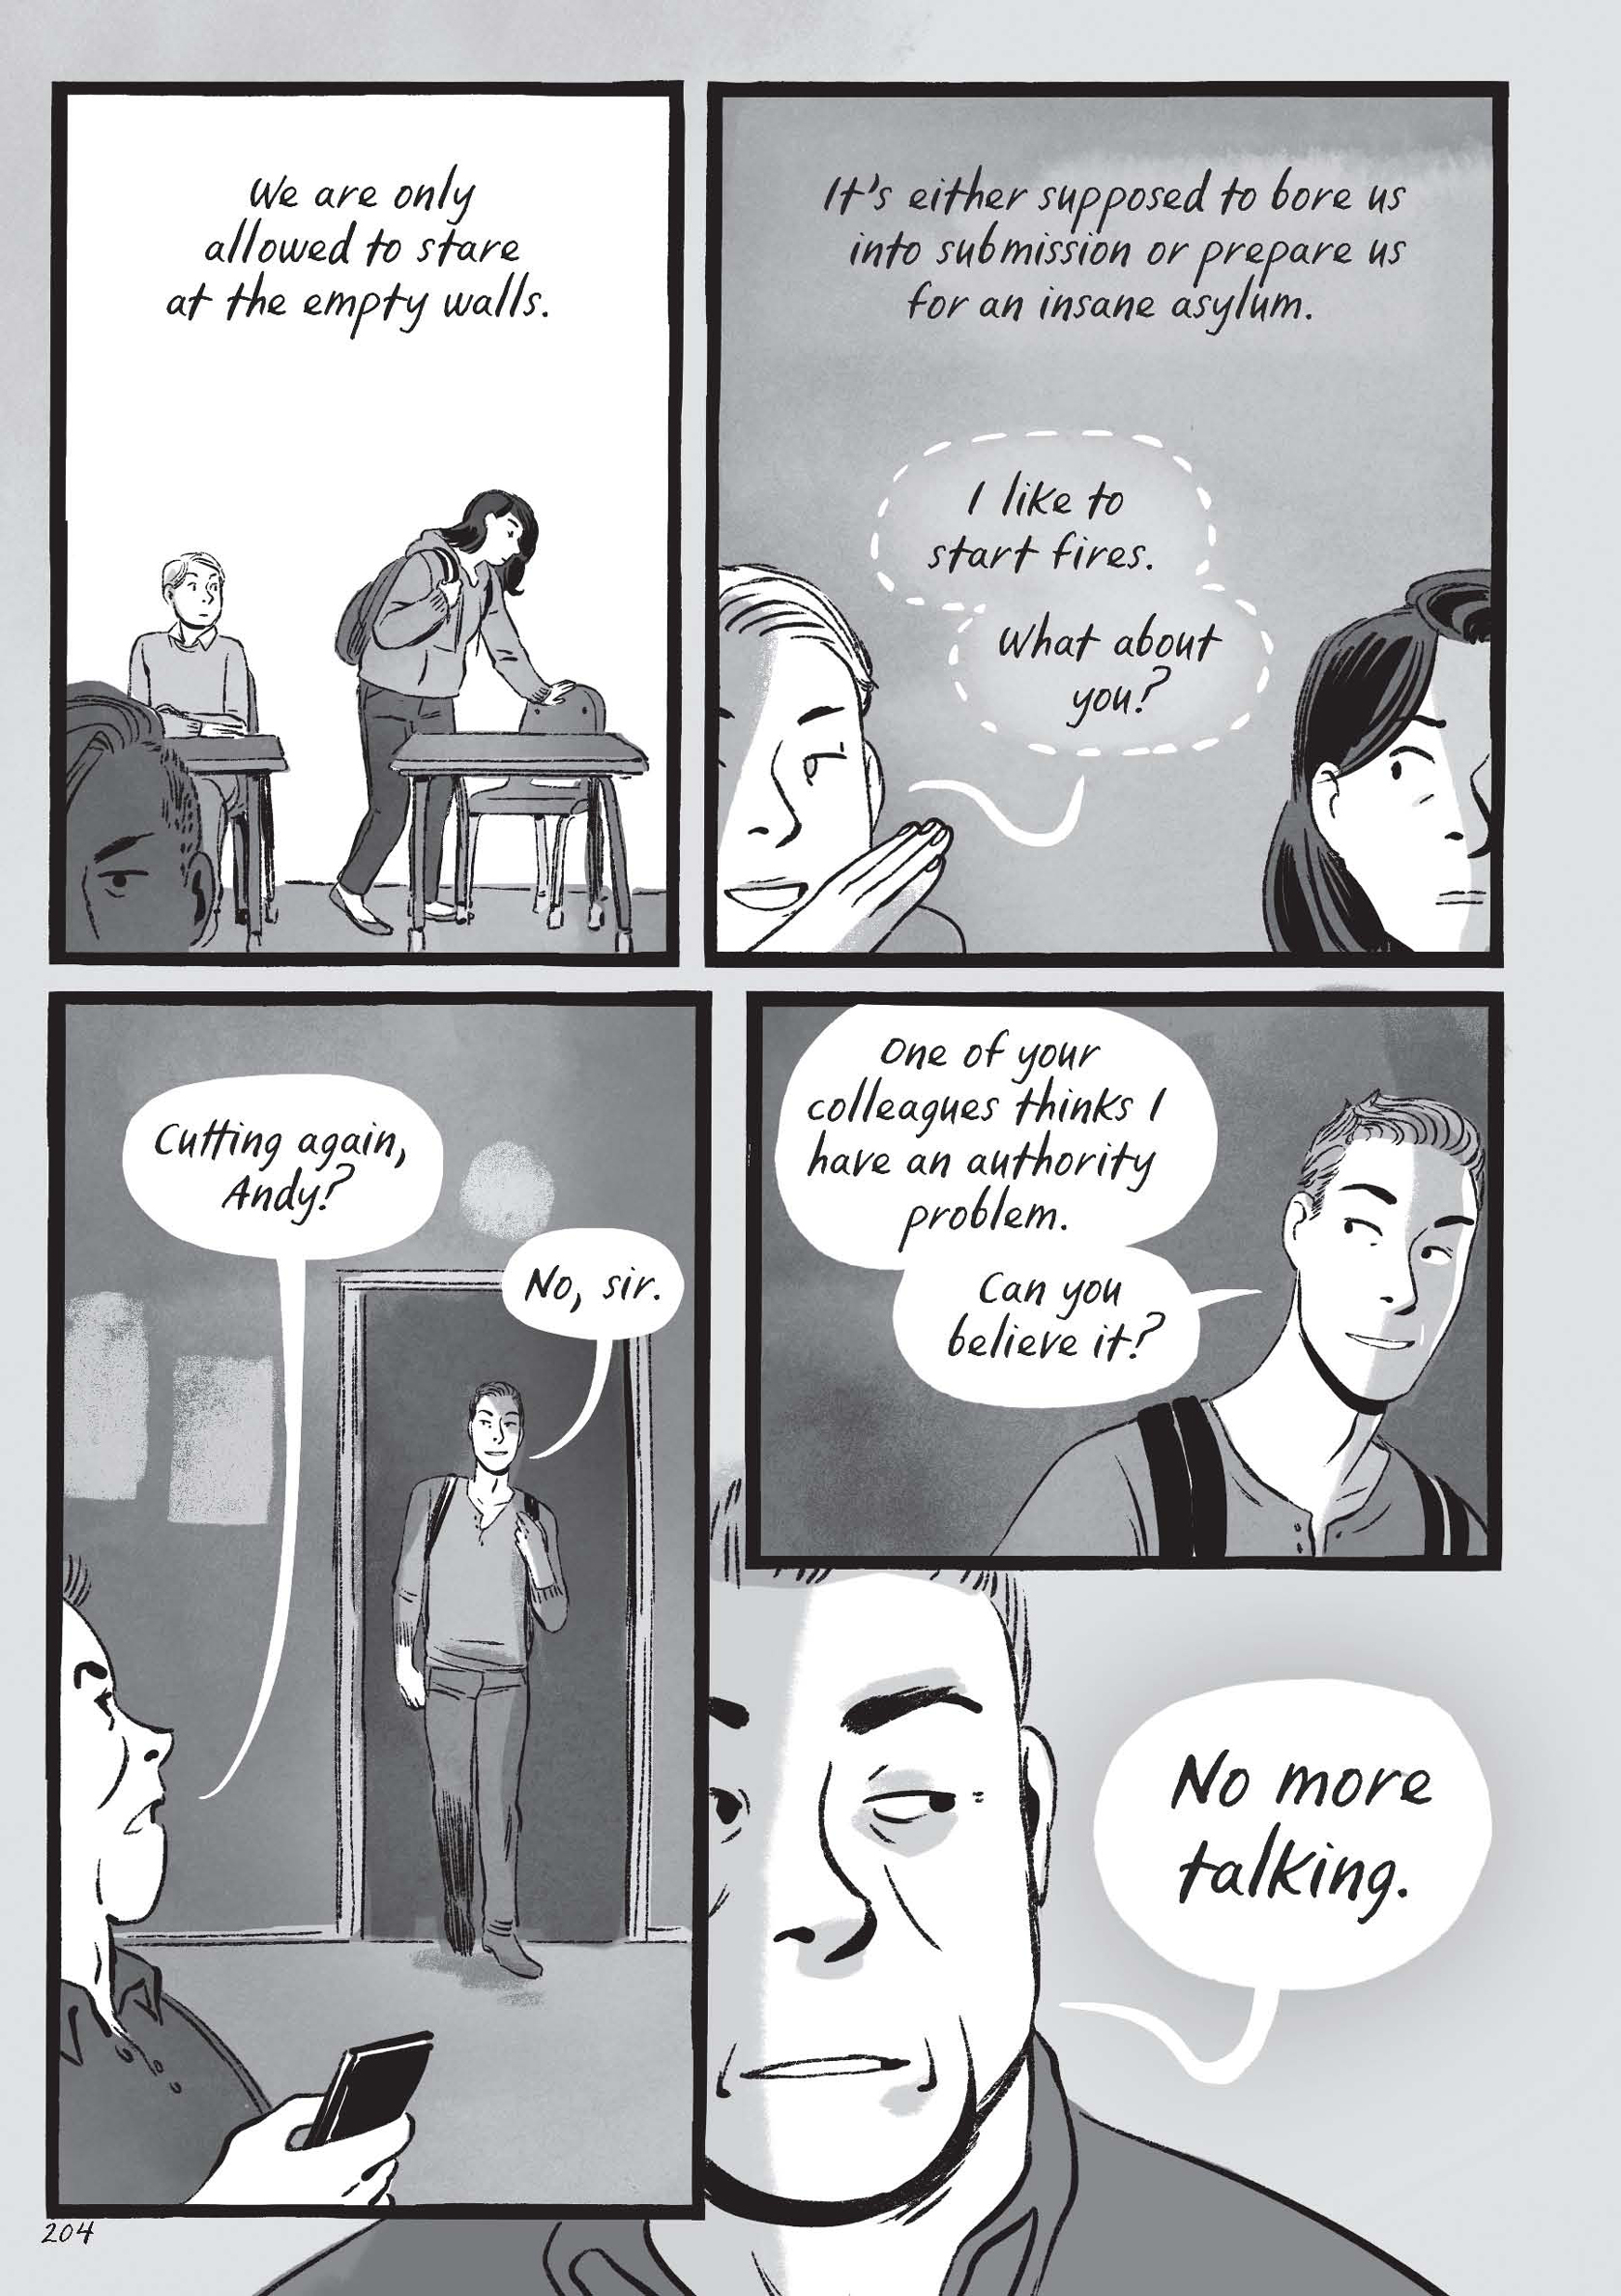 We are only
allowed to stare
at the empty walls.
It's either supposed to bore us
into submission or prepare us
for an insane asylum.
I like to
start fires.
What about
you?
Cutting again,
Andy?
No, sir.
One of your
colleagues thinks I
have an authority
problem.
Can you
believe it?
No more
talking.
204